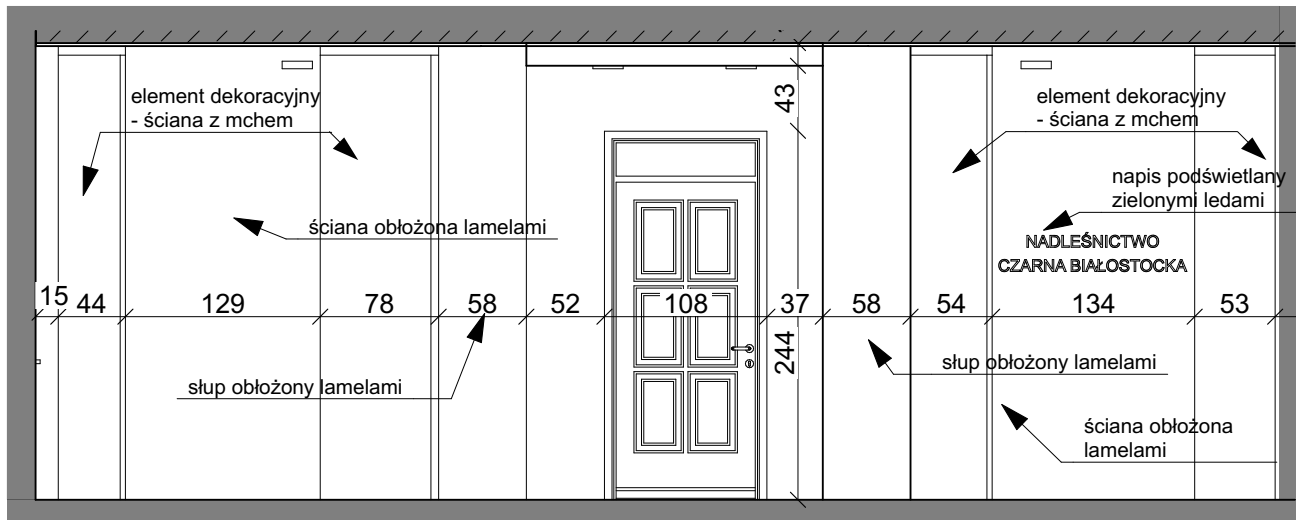 element dekoracyjny
- ściana z mchem
ściana obłożona lamelami
słup obłożony lamelami
element dekoracyjny
- ściana z mchem
napis podświetlany
zielonymi ledami
NADLEŚNICTWO
CZARNA BIAŁOSTOCKA
43
15 44 129 78 58 52 108 37 58 54 134 53
244
słup obłożony lamelami
ściana obłożona
lamelami